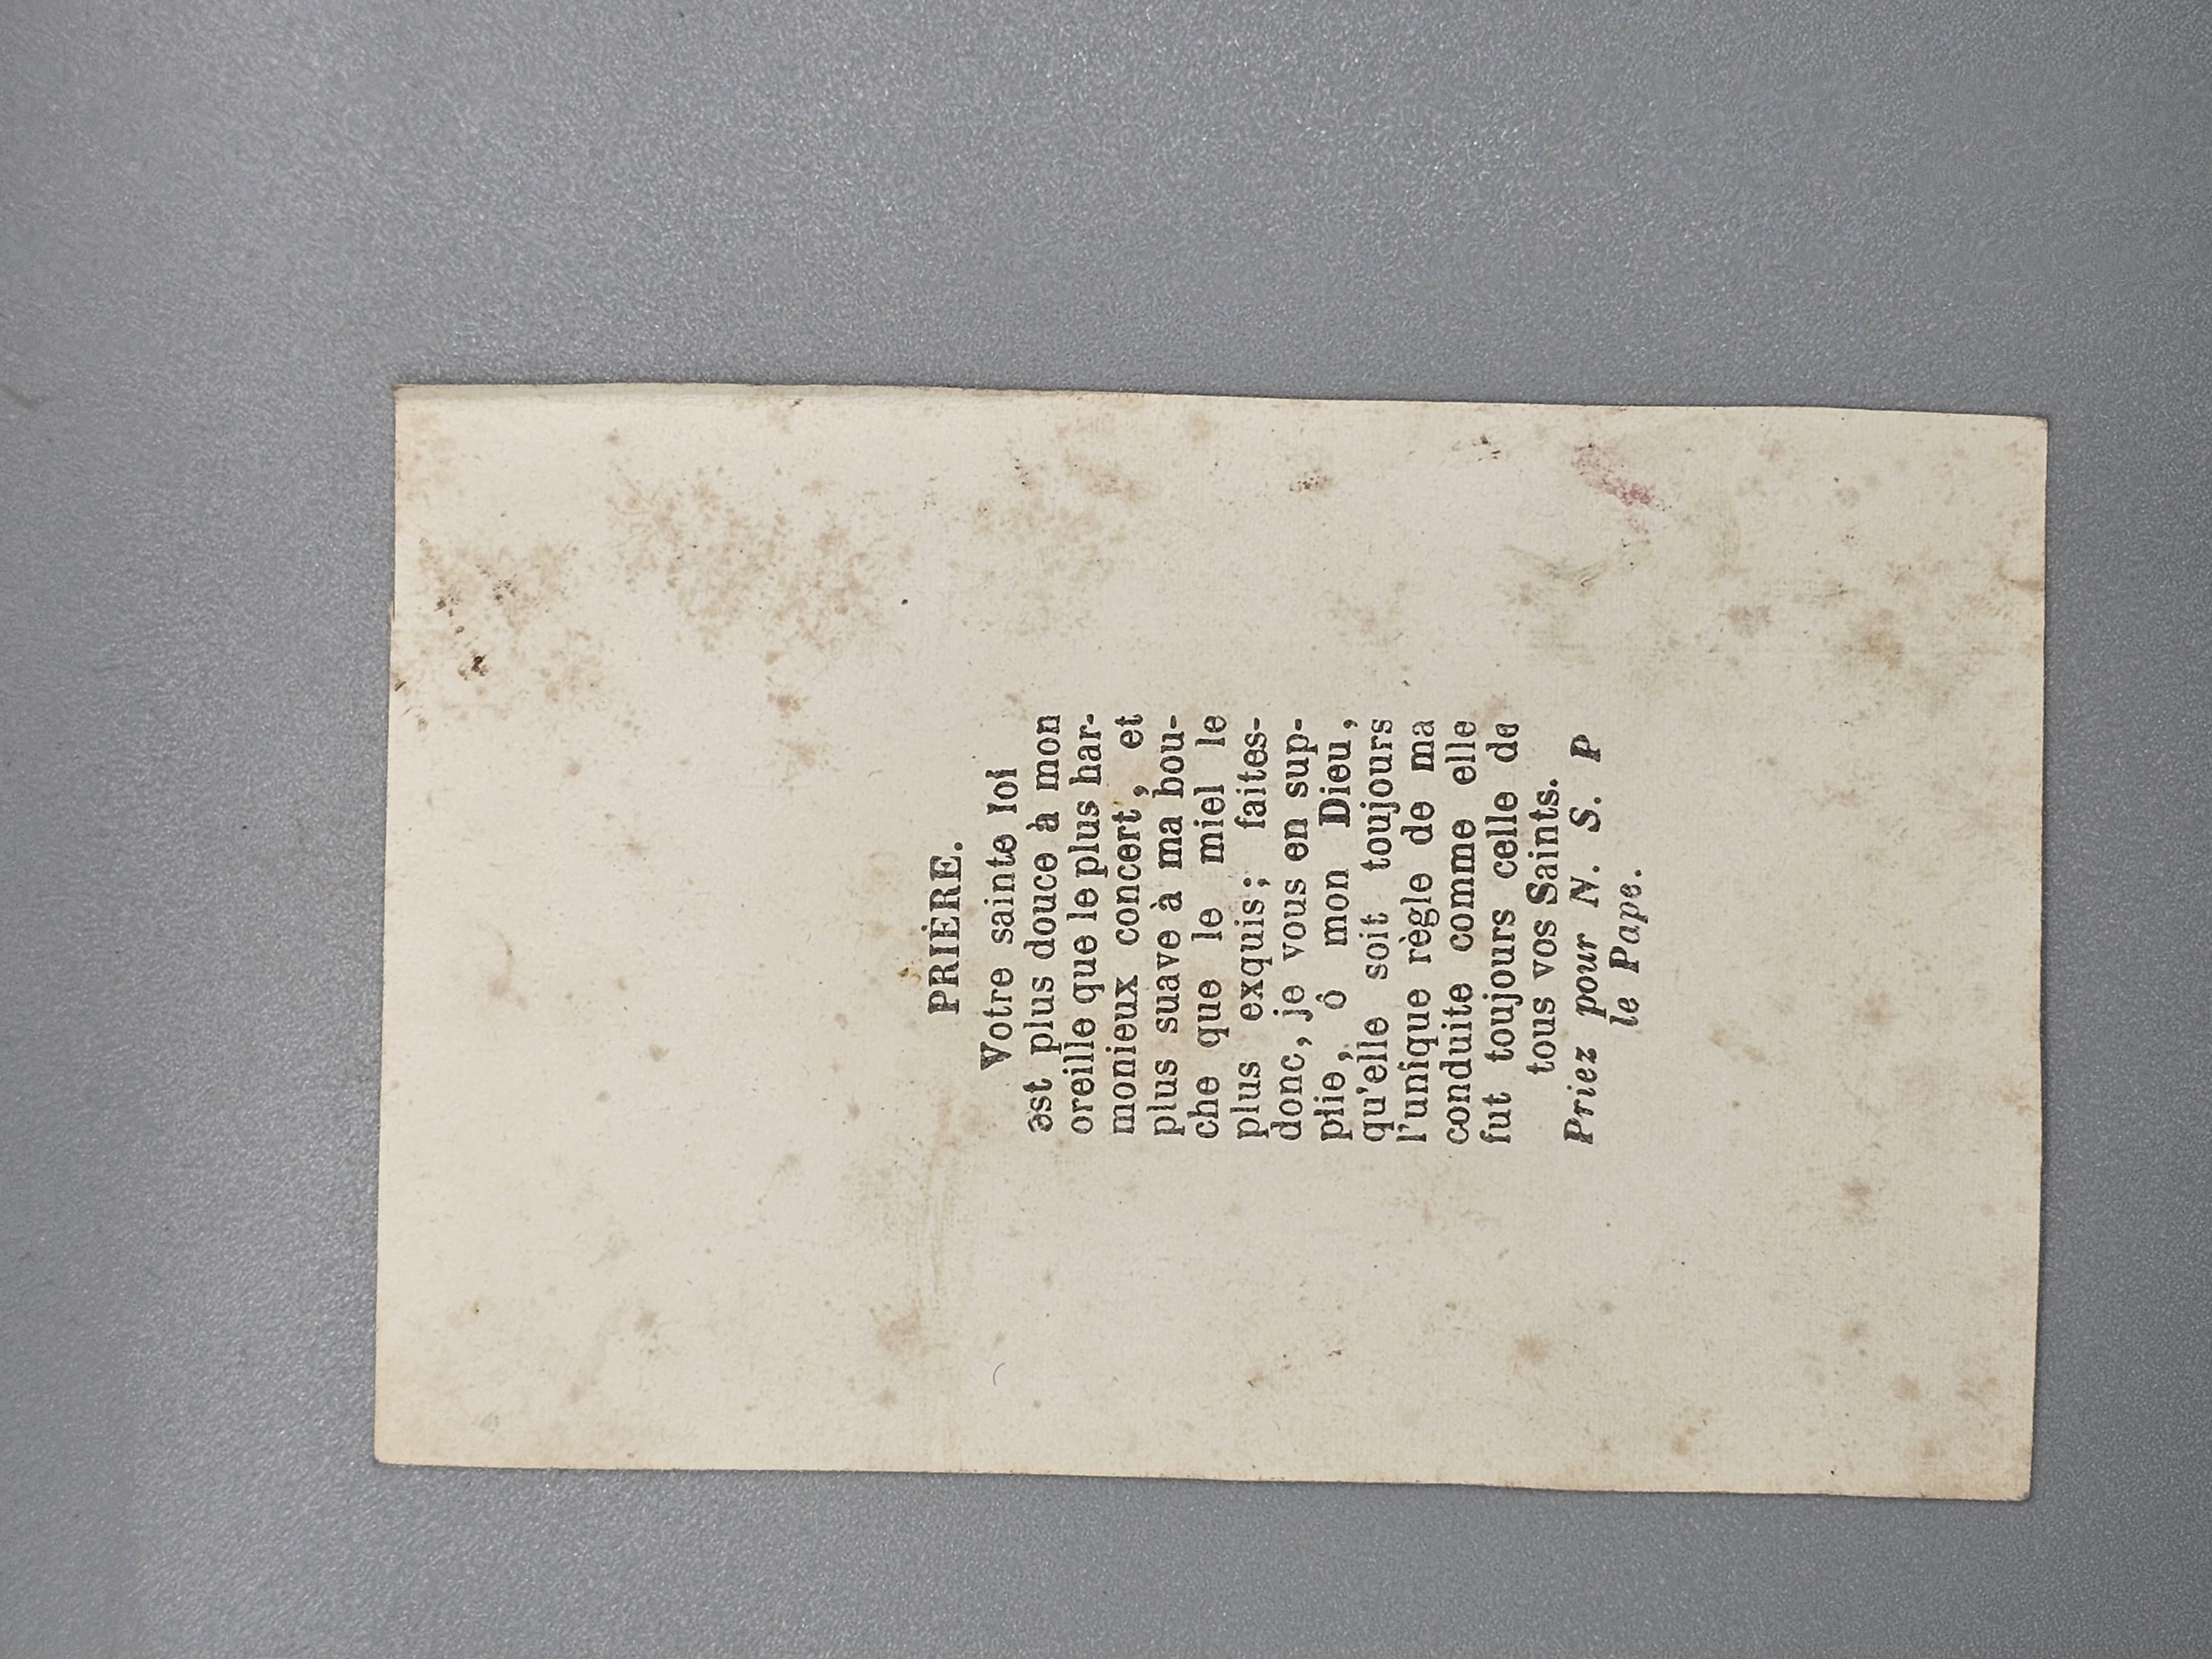 PRIÈRE.
Votre sainte loi
est plus douce à mon
oreille que le plus har-
monieux concert, et
plus suave à ma bou-
che que le miel le
plus exquis; faites-
donc, je vous en sup-
plie, ô mon Dieu,
qu'elle soit toujours
l'unique règle de ma
conduite comme elle
fut toujours celle de
tous vos Saints.
Priez pour N. S. P
le Pape.